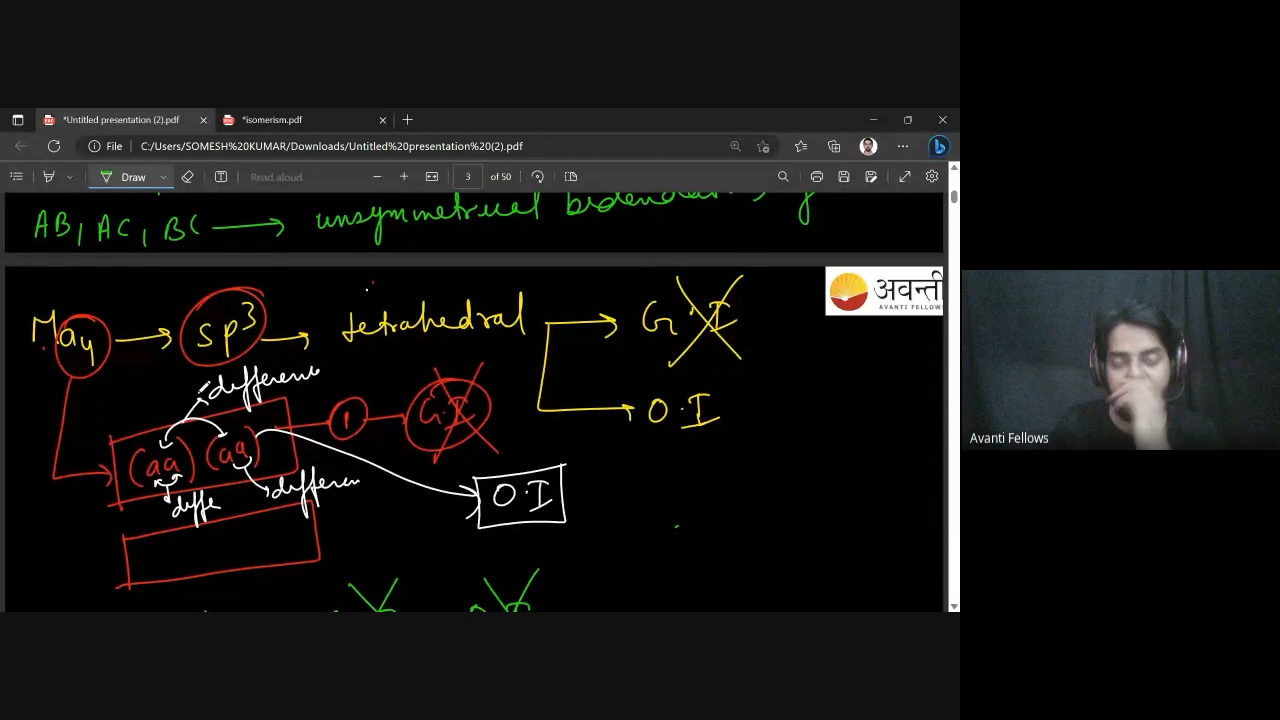 *Untitled presentation (2).pdf
*isomerism.pdf
File
C:/Users/SOMESH%20KUMAR/Downloads/Untitled%20presentation%20(2).pdf
Draw
Read aloud
3 of 50
AB, AC, BC → unsymmetrical
अवन्ती
AVANTI FELLOWS
Ma4 → sp3 → tetrahedral → G.I
O.I
difference
(aa) (aa) 1 G.I
diffe
differen
O.I
Avanti Fellows